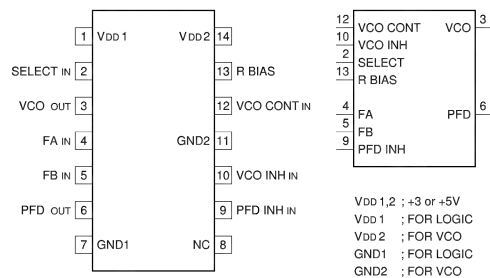 1 VDD 1 VDD 2 14
SELECT IN 2 13 R BIAS
VCO OUT 3 12 VCO CONT IN
FA IN 4 GND2 11
FB IN 5 10 VCO INH IN
PFD OUT 6 9 PFD INH IN
7 GND1 NC 8
12 VCO CONT VCO 3
10 VCO INH
2 SELECT
13 R BIAS
4 FA PFD 6
5 FB
9 PFD INH
VDD 1,2 ; +3 or +5V
VDD 1 ; FOR LOGIC
VDD 2 ; FOR VCO
GND1 ; FOR LOGIC
GND2 ; FOR VCO